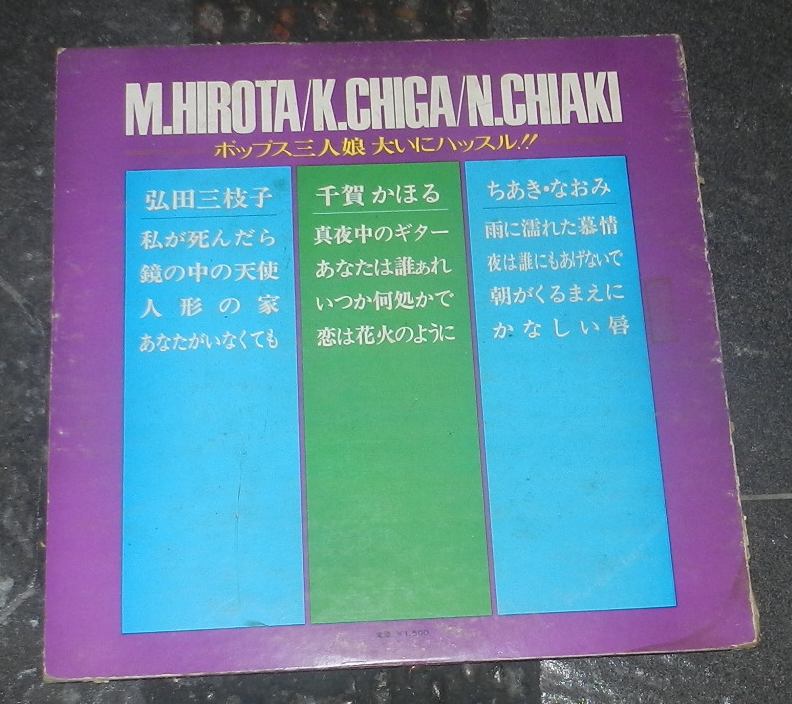 M.HIROTA/K.CHIGA/N.CHIAKI
ポップス三人娘 大いにハッスル!!
弘田三枝子
私が死んだら
鏡の中の天使
人形の家
あなたがいなくても
千賀かほる
真夜中のギター
あなたは誰ぁれ
いつか何処かで
恋は花火のように
ちあき・なおみ
雨に濡れた慕情
夜は誰にもあげないで
朝がくるまえに
かなしい唇
定価 ¥1,500